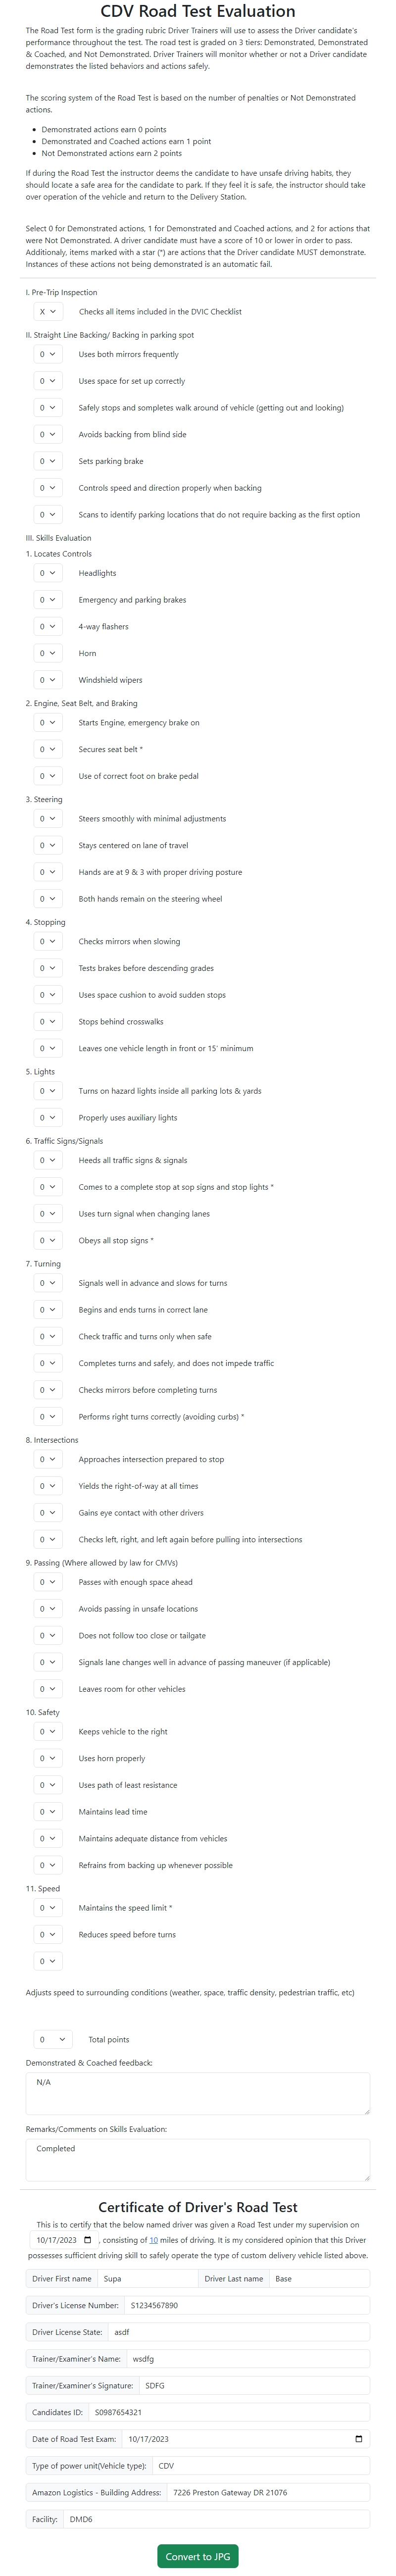 CDV Road Test Evaluation
The Road Test form is the grading rubric Driver Trainers will use to assess the Driver candidate's
performance throughout the test. The road test is graded on 3 tiers: Demonstrated, Demonstrated
& Coached, and Not Demonstrated. Driver Trainers will monitor whether or not a Driver candidate
demonstrates the listed behaviors and actions safely.
The scoring system of the Road Test is based on the number of penalties or Not Demonstrated
actions.
• Demonstrated actions earn 0 points
• Demonstrated and Coached actions earn 1 point
• Not Demonstrated actions earn 2 points
If during the Road Test the instructor deems the candidate to have unsafe driving habits, they
should locate a safe area for the candidate to park. If they feel it is safe, the instructor should take
over operation of the vehicle and return to the Delivery Station.
Select 0 for Demonstrated actions, 1 for Demonstrated and Coached actions, and 2 for actions that
were Not Demonstrated. A driver candidate must have a score of 10 or lower in order to pass,
Additionaly, items marked with a star (*) are actions that the Driver candidate MUST demonstrate.
Instances of these actions not being demonstrated is an automatic fail.
I. Pre-Trip Inspection
X Checks all items included in the DVIC Checklist
II. Straight Line Backing/ Backing in parking spot
0 Uses both mirrors frequently
0 Uses space for set up correctly
0 Safely stops and sompletes walk around of vehicle (getting out and looking)
0 Avoids backing from blind side
0 Sets parking brake
0 Controls speed and direction properly when backing
0 Scans to identify parking locations that do not require backing as the first option
III. Skills Evaluation
1. Locates Controls
0 Headlights
0 Emergency and parking brakes
0 4-way flashers
0 Horn
0 Windshield wipers
2. Engine, Seat Belt, and Braking
0 Starts Engine, emergency brake on
0 Secures seat belt *
0 Use of correct foot on brake pedal
3. Steering
0 Steers smoothly with minimal adjustments
0 Stays centered on lane of travel
0 Hands are at 9 & 3 with proper driving posture
0 Both hands remain on the steering wheel
4. Stopping
0 Checks mirrors when slowing
0 Tests brakes before descending grades
0 Uses space cushion to avoid sudden stops
0 Stops behind crosswalks
0 Leaves one vehicle length in front or 15' minimum
5. Lights
0 Turns on hazard lights inside all parking lots & yards
0 Properly uses auxiliary lights
6. Traffic Signs/Signals
0 Heeds all traffic signs & signals
0 Comes to a complete stop at sop signs and stop lights *
0 Uses turn signal when changing lanes
0 Obeys all stop signs *
7. Turning
0 Signals well in advance and slows for turns
0 Begins and ends turns in correct lane
0 Check traffic and turns only when safe
0 Completes turns and safely, and does not impede traffic
0 Checks mirrors before completing turns
0 Performs right turns correctly (avoiding curbs) *
8. Intersections
0 Approaches intersection prepared to stop
0 Yields the right-of-way at all times
0 Gains eye contact with other drivers
0 Checks left, right, and left again before pulling into intersections
9. Passing (Where allowed by law for CMVs)
0 Passes with enough space ahead
0 Avoids passing in unsafe locations
0 Does not follow too close or tailgate
0 Signals lane changes well in advance of passing maneuver (if applicable)
0 Leaves room for other vehicles
10. Safety
0 Keeps vehicle to the right
0 Uses horn properly
0 Uses path of least resistance
0 Maintains lead time
0 Maintains adequate distance from vehicles
0 Refrains from backing up whenever possible
11. Speed
0 Maintains the speed limit *
0 Reduces speed before turns
0
Adjusts speed to surrounding conditions (weather, space, traffic density, pedestrian traffic, etc)
0 Total points
Demonstrated & Coached feedback:
N/A
Remarks/Comments on Skills Evaluation:
Completed
Certificate of Driver's Road Test
This is to certify that the below named driver was given a Road Test under my supervision on
10/17/2023 , consisting of 10 miles of driving. It is my considered opinion that this Driver
possesses sufficient driving skill to safely operate the type of custom delivery vehicle listed above.
Driver First name Supa Driver Last name Base
Driver's License Number: S1234567890
Driver License State: asdf
Trainer/Examiner's Name: wsdfg
Trainer/Examiner's Signature: SDFG
Candidates ID: S0987654321
Date of Road Test Exam: 10/17/2023
Type of power unit(Vehicle type): CDV
Amazon Logistics - Building Address: 7226 Preston Gateway DR 21076
Facility: DMD6
Convert to JPG